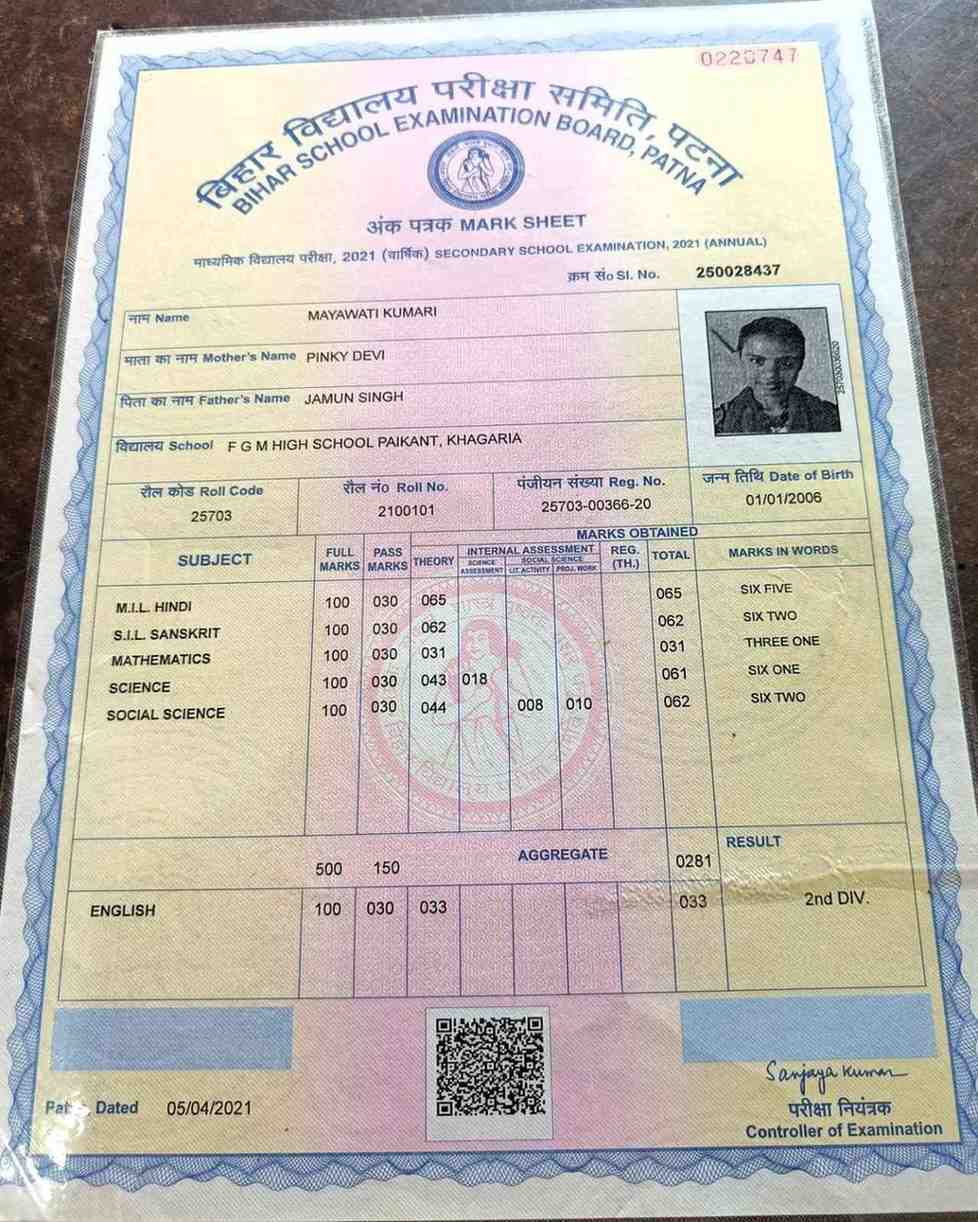 0220747
बिहार विद्यालय परीक्षा समिति, पटना
BIHAR SCHOOL EXAMINATION BOARD, PATNA
अंक पत्रक MARK SHEET
माध्यमिक विद्यालय परीक्षा, 2021 (वार्षिक) SECONDARY SCHOOL EXAMINATION, 2021 (ANNUAL)
क्रम सं० Sl. No. 250028437
नाम Name MAYAWATI KUMARI
माता का नाम Mother's Name PINKY DEVI
पिता का नाम Father's Name JAMUN SINGH
विद्यालय School F G M HIGH SCHOOL PAIKANT, KHAGARIA
रौल कोड Roll Code रौल नं० Roll No. पंजीयन संख्या Reg. No. जन्म तिथि Date of Birth
25703 2100101 25703-00366-20 01/01/2006
MARKS OBTAINED
SUBJECT FULL MARKS PASS MARKS THEORY INTERNAL ASSESSMENT REG. (TH.) TOTAL MARKS IN WORDS
SCIENCE ASSESSMENT SOCIAL SCIENCE LIT. ACTIVITY PROJ. WORK
M.I.L. HINDI 100 030 065 065 SIX FIVE
S.I.L. SANSKRIT 100 030 062 062 SIX TWO
MATHEMATICS 100 030 031 031 THREE ONE
SCIENCE 100 030 043 018 061 SIX ONE
SOCIAL SCIENCE 100 030 044 008 010 062 SIX TWO
500 150 AGGREGATE 0281 RESULT
ENGLISH 100 030 033 033 2nd DIV.
Sanjaya Kumar
Dated 05/04/2021
परीक्षा नियंत्रक
Controller of Examination